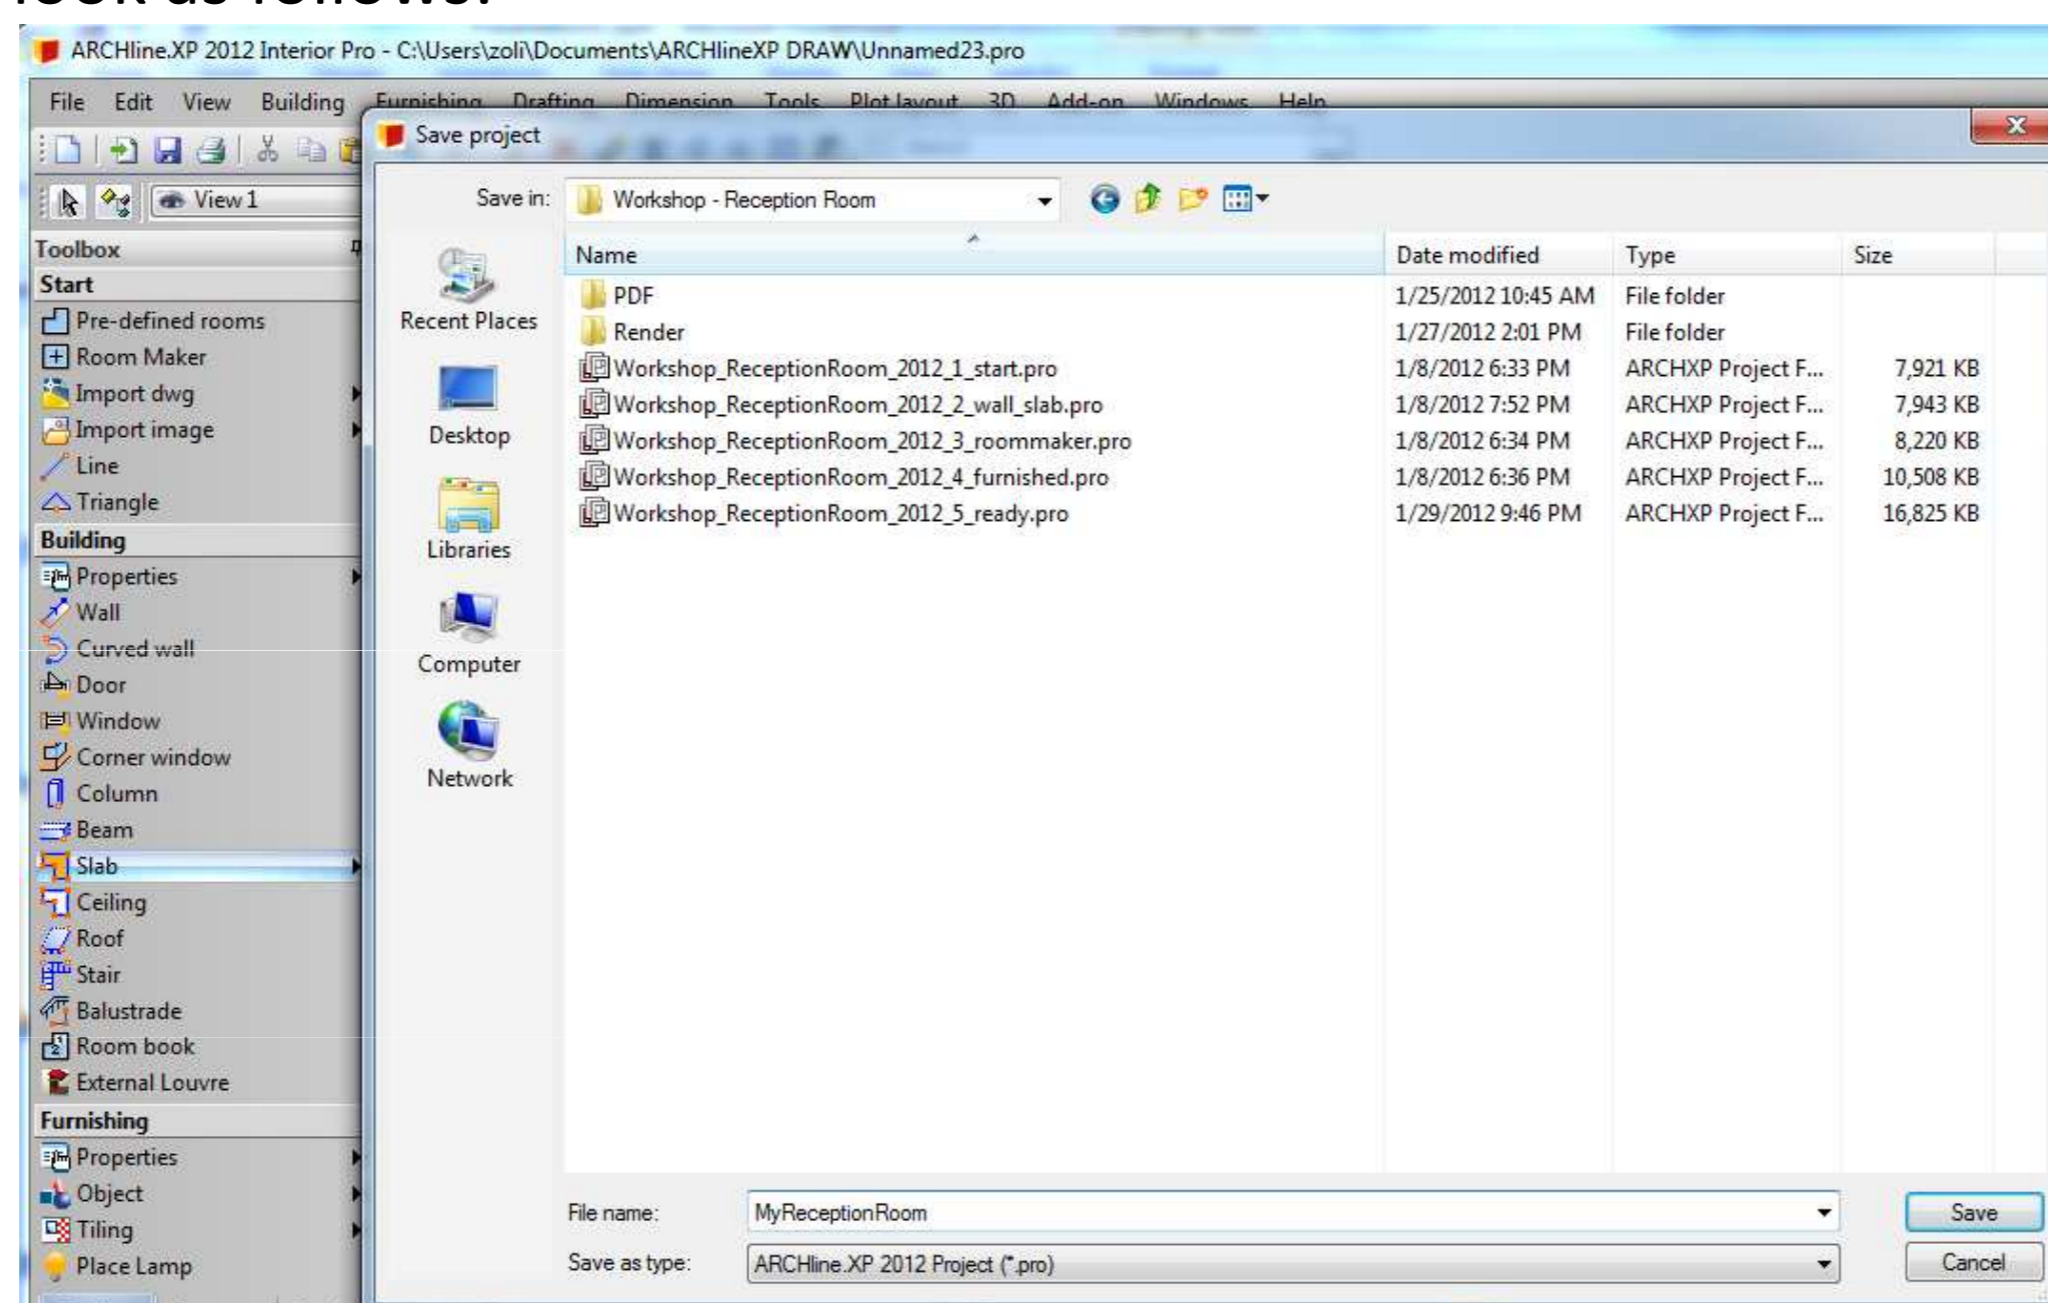 look as follows:
ARCHline.XP 2012 Interior Pro - C:\Users\zoli\Documents\ARCHlineXP DRAW\Unnamed23.pro
File Edit View Building Furnishing Drafting Dimension Tools Plot layout 3D Add-on Windows Help
Save project
View 1
Save in: Workshop - Reception Room
Toolbox
Start
Pre-defined rooms
Room Maker
Import dwg
Import image
Line
Triangle
Building
Properties
Wall
Curved wall
Door
Window
Corner window
Column
Beam
Slab
Ceiling
Roof
Stair
Balustrade
Room book
External Louvre
Furnishing
Properties
Object
Tiling
Place Lamp
Recent Places
Desktop
Libraries
Computer
Network
Name Date modified Type Size
PDF 1/25/2012 10:45 AM File folder
Render 1/27/2012 2:01 PM File folder
Workshop_ReceptionRoom_2012_1_start.pro 1/8/2012 6:33 PM ARCHXP Project F... 7,921 KB
Workshop_ReceptionRoom_2012_2_wall_slab.pro 1/8/2012 7:52 PM ARCHXP Project F... 7,943 KB
Workshop_ReceptionRoom_2012_3_roommaker.pro 1/8/2012 6:34 PM ARCHXP Project F... 8,220 KB
Workshop_ReceptionRoom_2012_4_furnished.pro 1/8/2012 6:36 PM ARCHXP Project F... 10,508 KB
Workshop_ReceptionRoom_2012_5_ready.pro 1/29/2012 9:46 PM ARCHXP Project F... 16,825 KB
File name: MyReceptionRoom Save
Save as type: ARCHline.XP 2012 Project (*.pro) Cancel